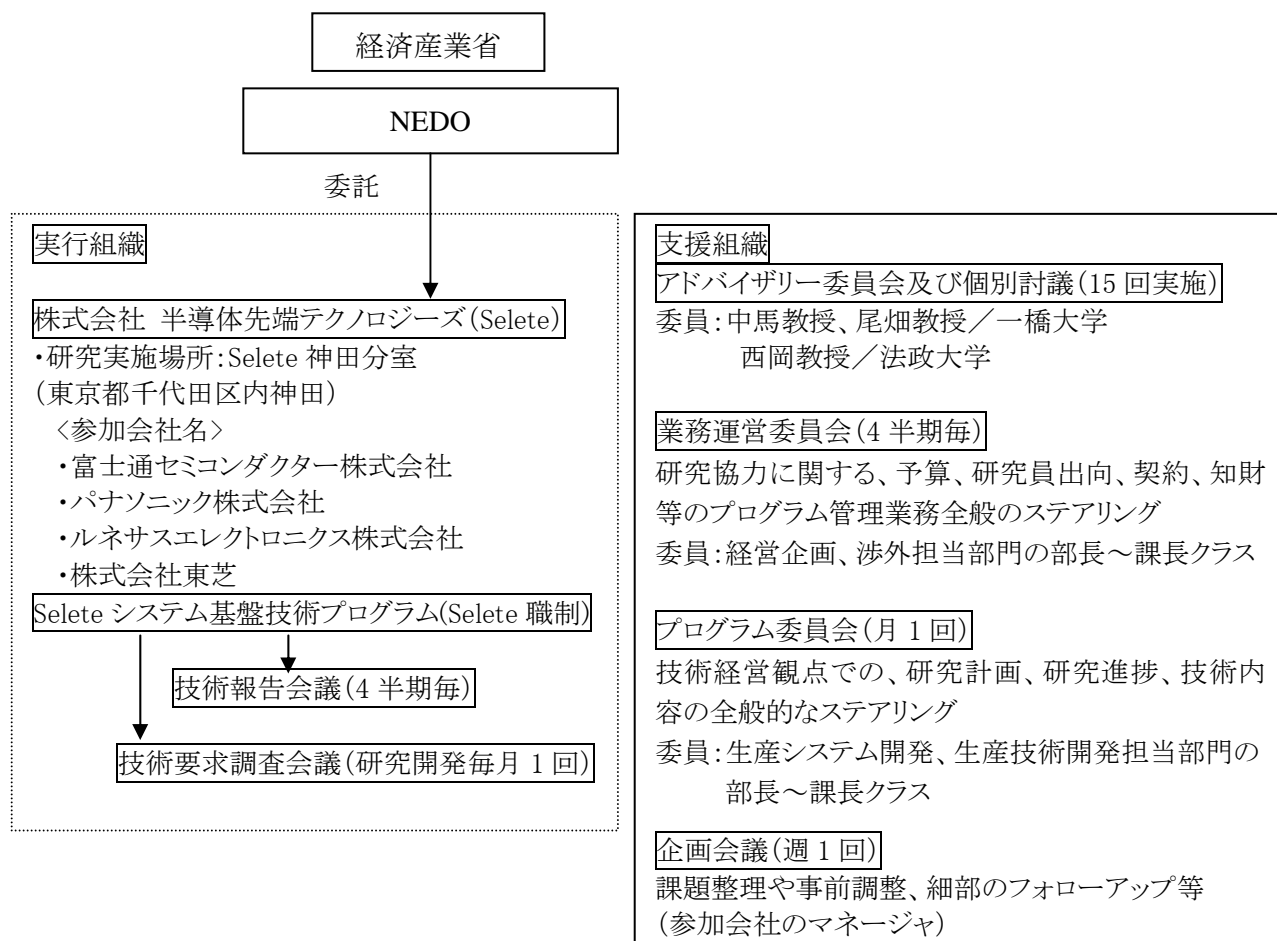 経済産業省
NEDO
委託
実行組織
株式会社 半導体先端テクノロジーズ(Selete)
・研究実施場所:Selete 神田分室
(東京都千代田区内神田)
<参加会社名>
・富士通セミコンダクター株式会社
・パナソニック株式会社
・ルネサスエレクトロニクス株式会社
・株式会社東芝
Selete システム基盤技術プログラム(Selete 職制)
技術報告会議(4 半期毎)
技術要求調査会議(研究開発毎月 1 回)
支援組織
アドバイザリー委員会及び個別討議(15 回実施)
委員:中馬教授、尾畑教授/一橋大学
西岡教授/法政大学
業務運営委員会(4 半期毎)
研究協力に関する、予算、研究員出向、契約、知財
等のプログラム管理業務全般のステアリング
委員:経営企画、渉外担当部門の部長~課長クラス
プログラム委員会(月 1 回)
技術経営観点での、研究計画、研究進捗、技術内
容の全般的なステアリング
委員:生産システム開発、生産技術開発担当部門の
部長~課長クラス
企画会議(週 1 回)
課題整理や事前調整、細部のフォローアップ等
(参加会社のマネージャ)